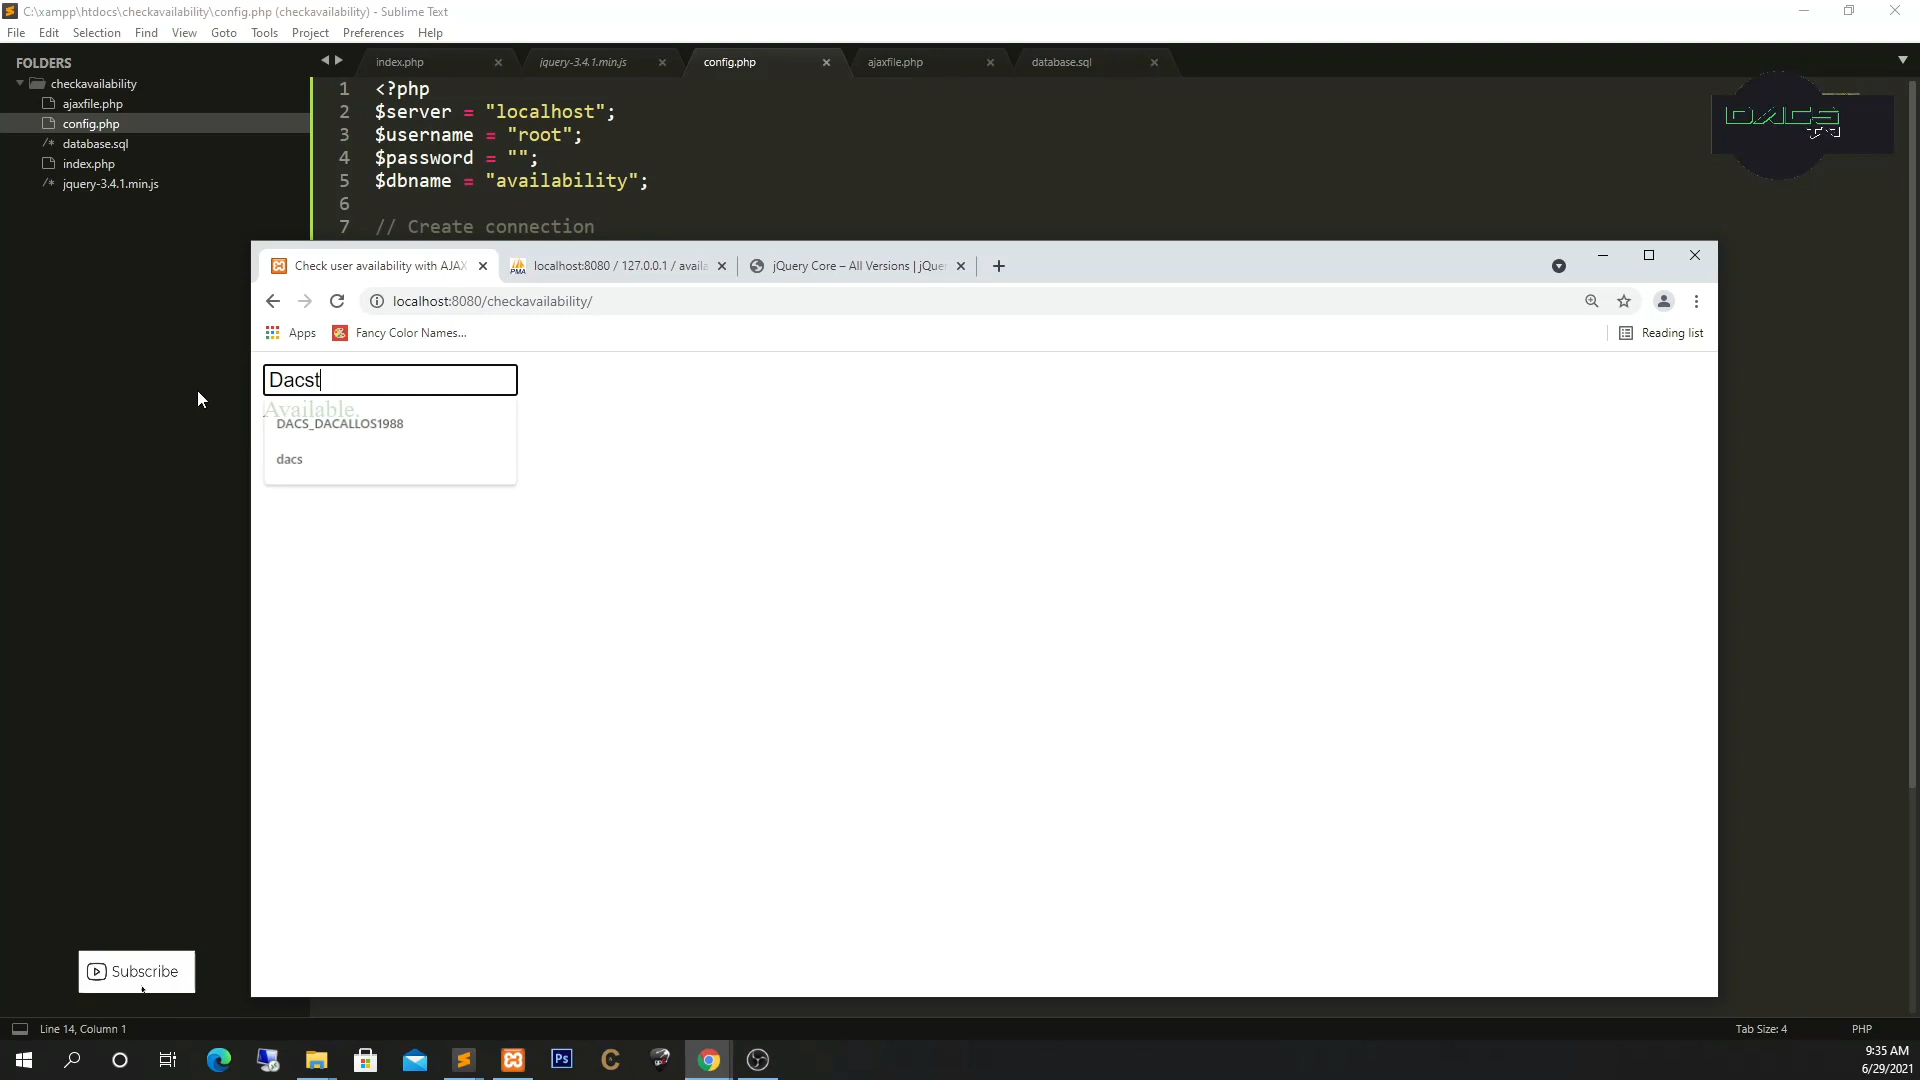 C:\xampp\htdocs\checkavailability\config.php (checkavailability) - Sublime Text
File Edit Selection Find View Goto Tools Project Preferences Help
FOLDERS
checkavailability
ajaxfile.php
config.php
/* database.sql
index.php
/* jquery-3.4.1.min.js
index.php
jquery-3.4.1.min.js
config.php
ajaxfile.php
database.sql
1 <?php
2 $server = "localhost";
3 $username = "root";
4 $password = "";
5 $dbname = "availability";
6
7 // Create connection
DACS
Check user availability with AJAX
localhost:8080 / 127.0.0.1 / availa
jQuery Core – All Versions | jQue
localhost:8080/checkavailability/
Apps Fancy Color Names... Reading list
Dacst
Available.
DACS_DACALLOS1988
dacs
Subscribe
Line 14, Column 1 Tab Size: 4 PHP
Ps
9:35 AM
6/29/2021